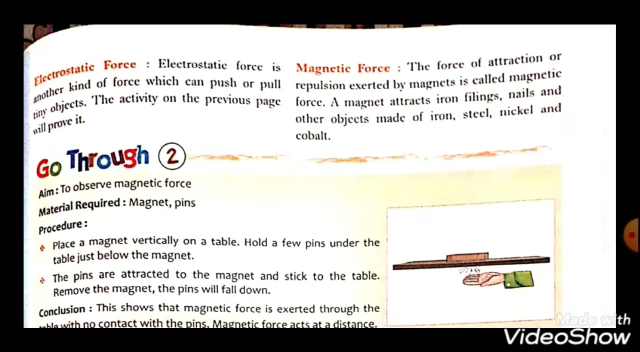 Electrostatic Force : Electrostatic force is
another kind of force which can push or pull
tiny objects. The activity on the previous page
will prove it.
Magnetic Force : The force of attraction or
repulsion exerted by magnets is called magnetic
force. A magnet attracts iron filings, nails and
other objects made of iron, steel, nickel and
cobalt.
Go Through 2
Aim : To observe magnetic force
Material Required : Magnet, pins
Procedure :
Place a magnet vertically on a table. Hold a few pins under the
table just below the magnet.
The pins are attracted to the magnet and stick to the table.
Remove the magnet, the pins will fall down.
Conclusion : This shows that magnetic force is exerted through the
table with no contact with the pins. Magnetic force acts at a distance.
Made with
VideoShow